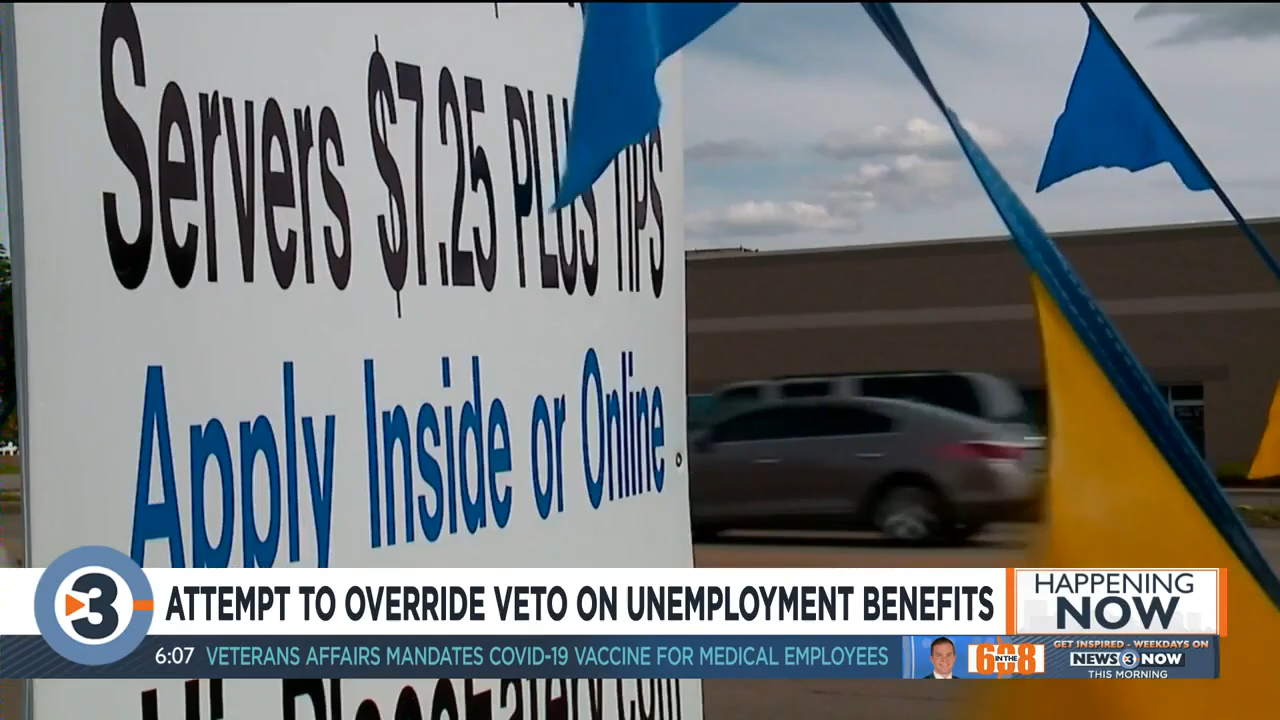 Servers $7.25 PLUS TIPS
Apply Inside or Online
3
ATTEMPT TO OVERRIDE VETO ON UNEMPLOYMENT BENEFITS
HAPPENING
NOW
6:07 VETERANS AFFAIRS MANDATES COVID-19 VACCINE FOR MEDICAL EMPLOYEES
608
IN THE
GET INSPIRED - WEEKDAYS ON
NEWS 3 NOW
THIS MORNING